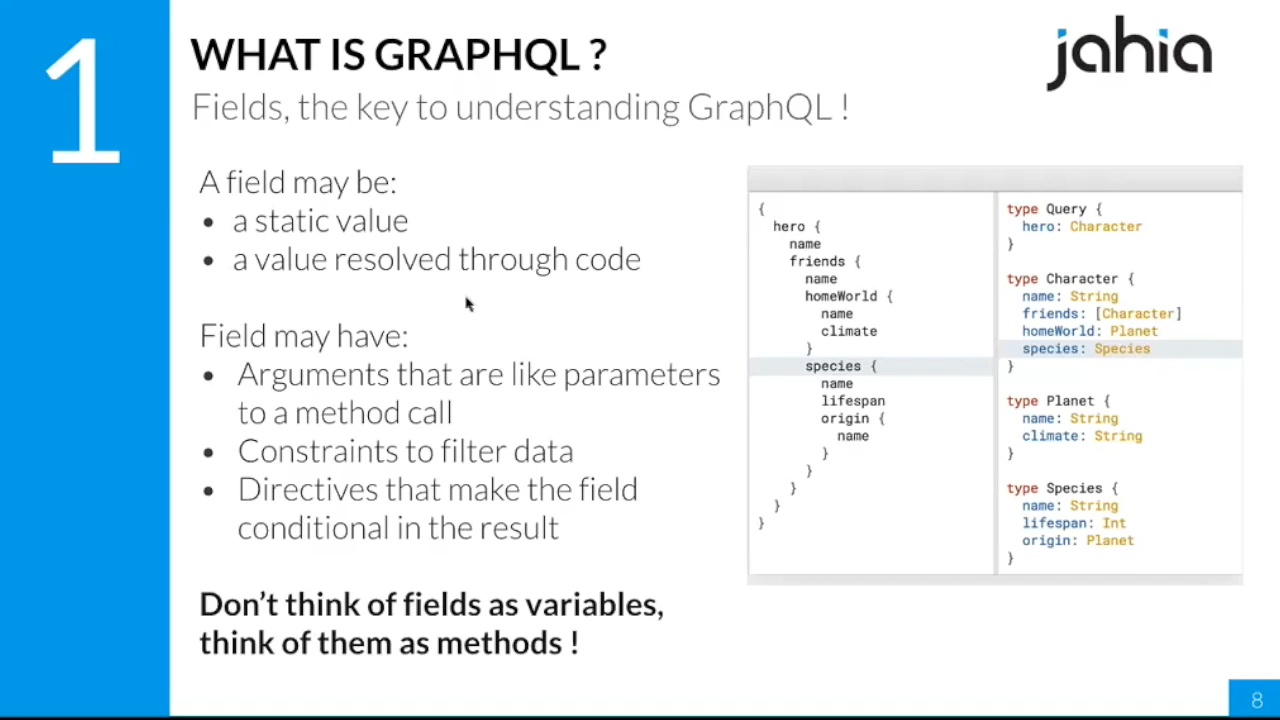 1
WHAT IS GRAPHQL ?
jahia
Fields, the key to understanding GraphQL !
A field may be:
• a static value
• a value resolved through code
Field may have:
• Arguments that are like parameters
to a method call
• Constraints to filter data
• Directives that make the field
conditional in the result
Don't think of fields as variables,
think of them as methods !
{
hero {
name
friends {
name
homeWorld {
name
climate
}
species {
name
lifespan
origin {
name
}
}
}
}
}
type Query {
hero: Character
}
type Character {
name: String
friends: [Character]
homeWorld: Planet
species: Species
}
type Planet {
name: String
climate: String
}
type Species {
name: String
lifespan: Int
origin: Planet
}
8